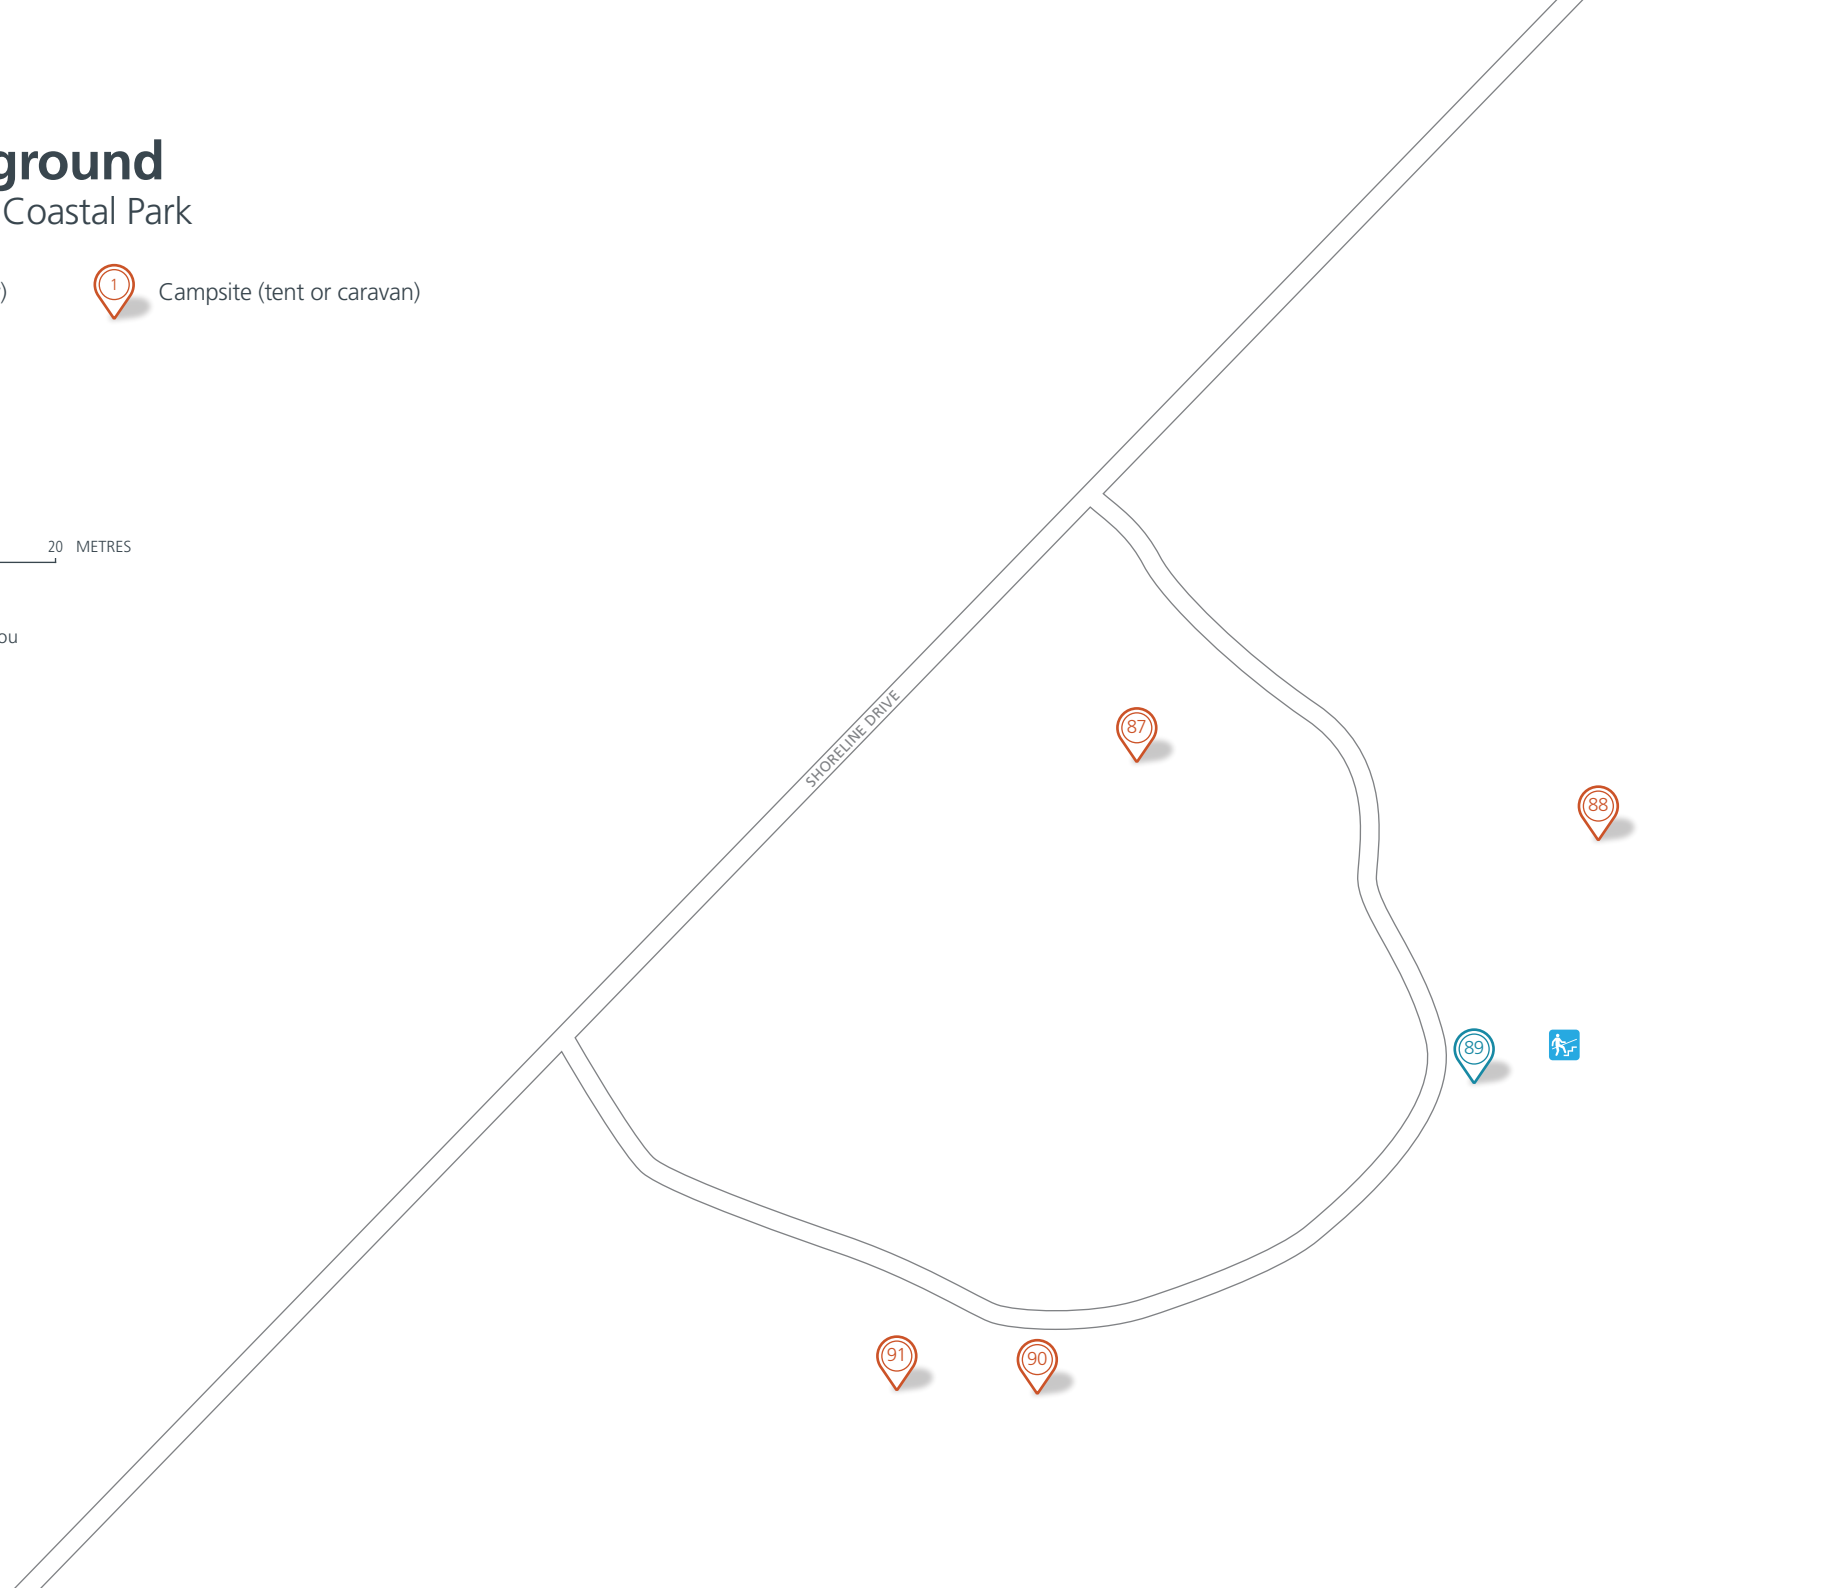 ground
Coastal Park
)
1
Campsite (tent or caravan)
20 METRES
ou
SHORELINE DRIVE
87
88
89
91
90